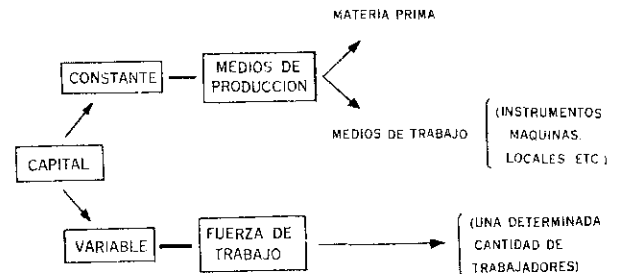 MATERIA PRIMA
CONSTANTE
MEDIOS DE
PRODUCCION
MEDIOS DE TRABAJO
(INSTRUMENTOS
MAQUINAS.
LOCALES ETC)
CAPITAL
VARIABLE
FUERZA DE
TRABAJO
(UNA DETERMINADA
CANTIDAD DE
TRABAJADORES)